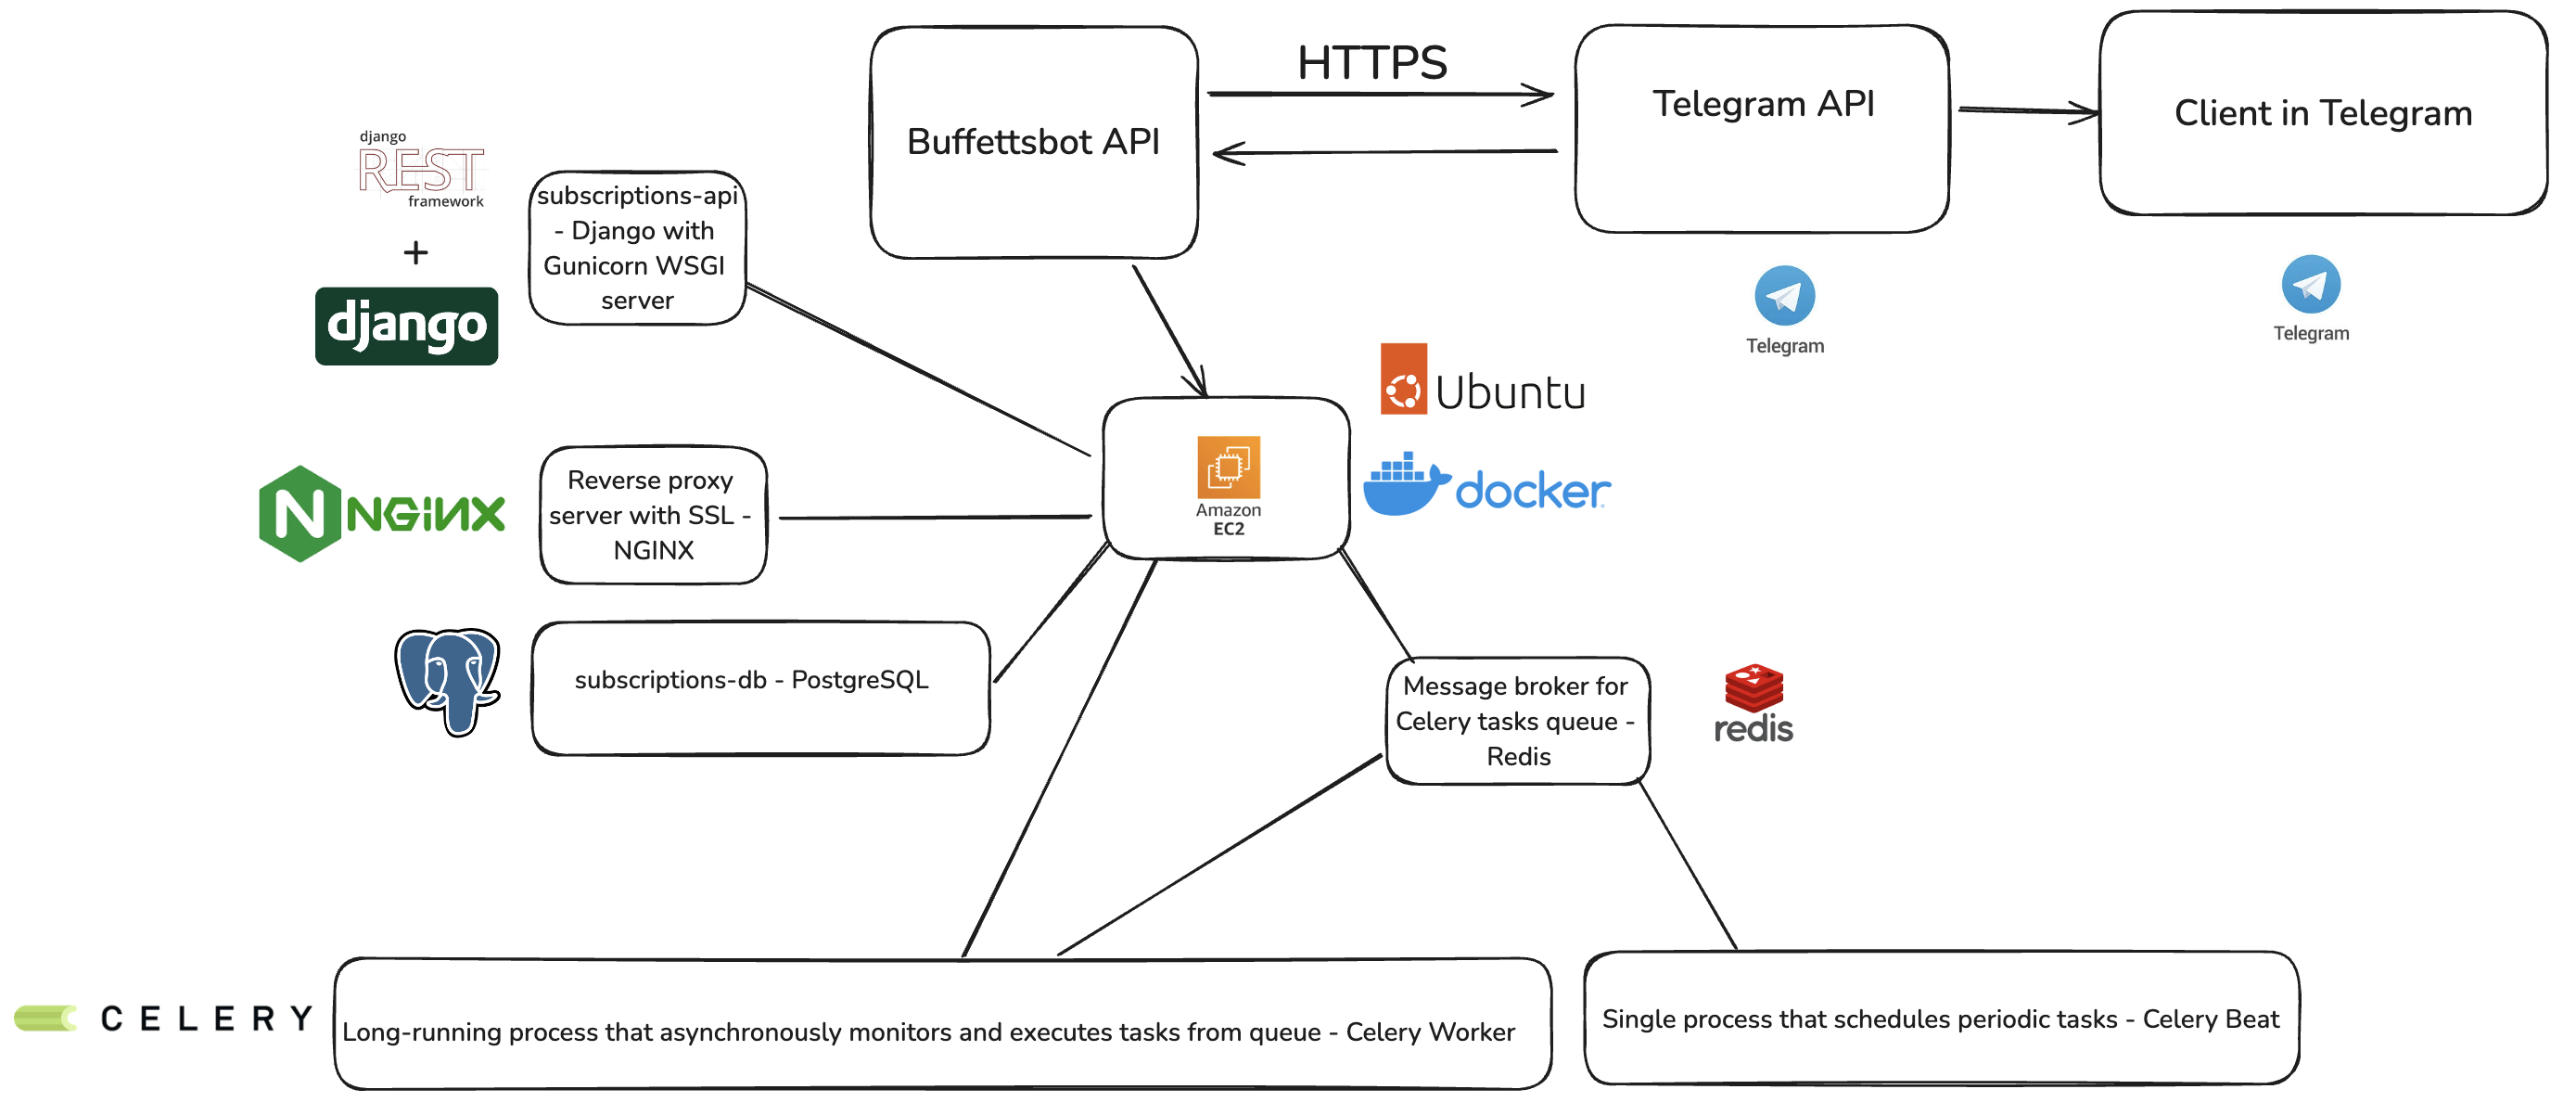 Buffettsbot API
HTTPS
Telegram API
Client in Telegram
Telegram
Telegram
django
REST
framework
+
django
subscriptions-api
- Django with
Gunicorn WSGI
server
Amazon
EC2
Ubuntu
docker
NGINX
Reverse proxy
server with SSL -
NGINX
subscriptions-db - PostgreSQL
Message broker for
Celery tasks queue -
Redis
redis
CELERY
Long-running process that asynchronously monitors and executes tasks from queue - Celery Worker
Single process that schedules periodic tasks - Celery Beat